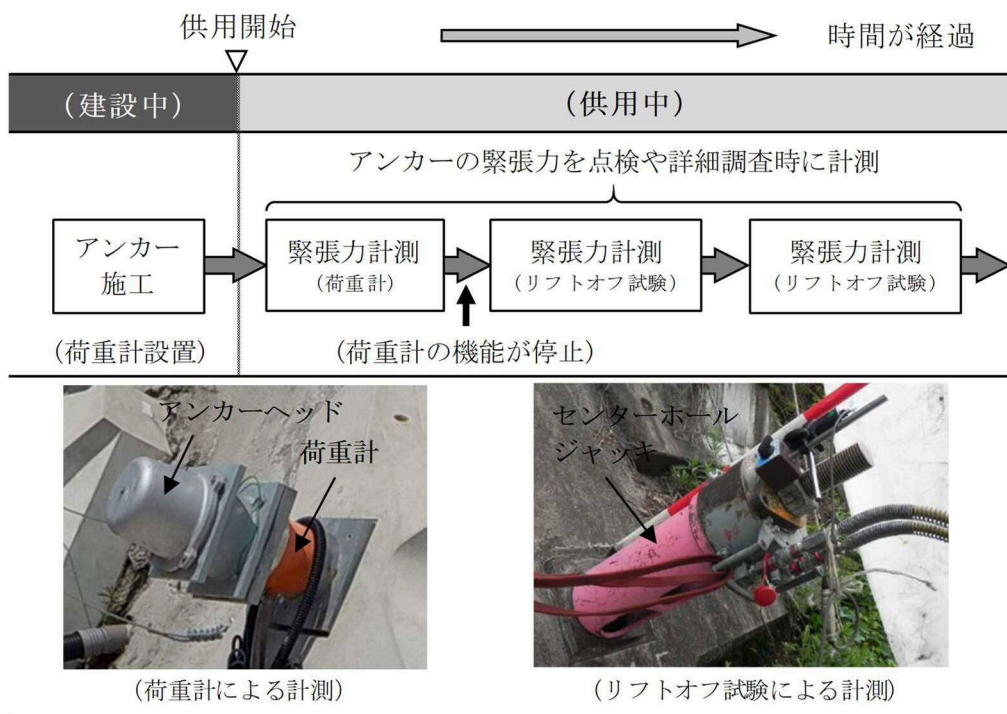 供用開始
時間が経過
(建設中)
(供用中)
アンカーの緊張力を点検や詳細調査時に計測
アンカー
施工
緊張力計測
(荷重計)
緊張力計測
(リフトオフ試験)
緊張力計測
(リフトオフ試験)
(荷重計設置)
(荷重計の機能が停止)
アンカーヘッド
荷重計
センターホール
ジャッキ
(荷重計による計測)
(リフトオフ試験による計測)